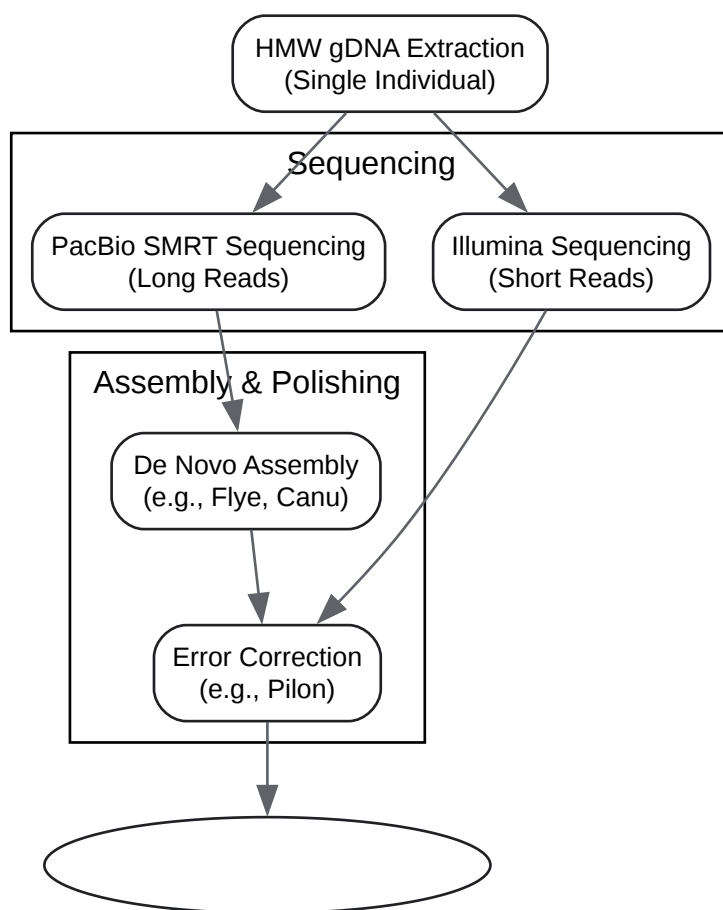 HMW gDNA Extraction
(Single Individual)
Sequencing
PacBio SMRT Sequencing
(Long Reads)
Illumina Sequencing
(Short Reads)
Assembly & Polishing
De Novo Assembly
(e.g., Flye, Canu)
Error Correction
(e.g., Pilon)